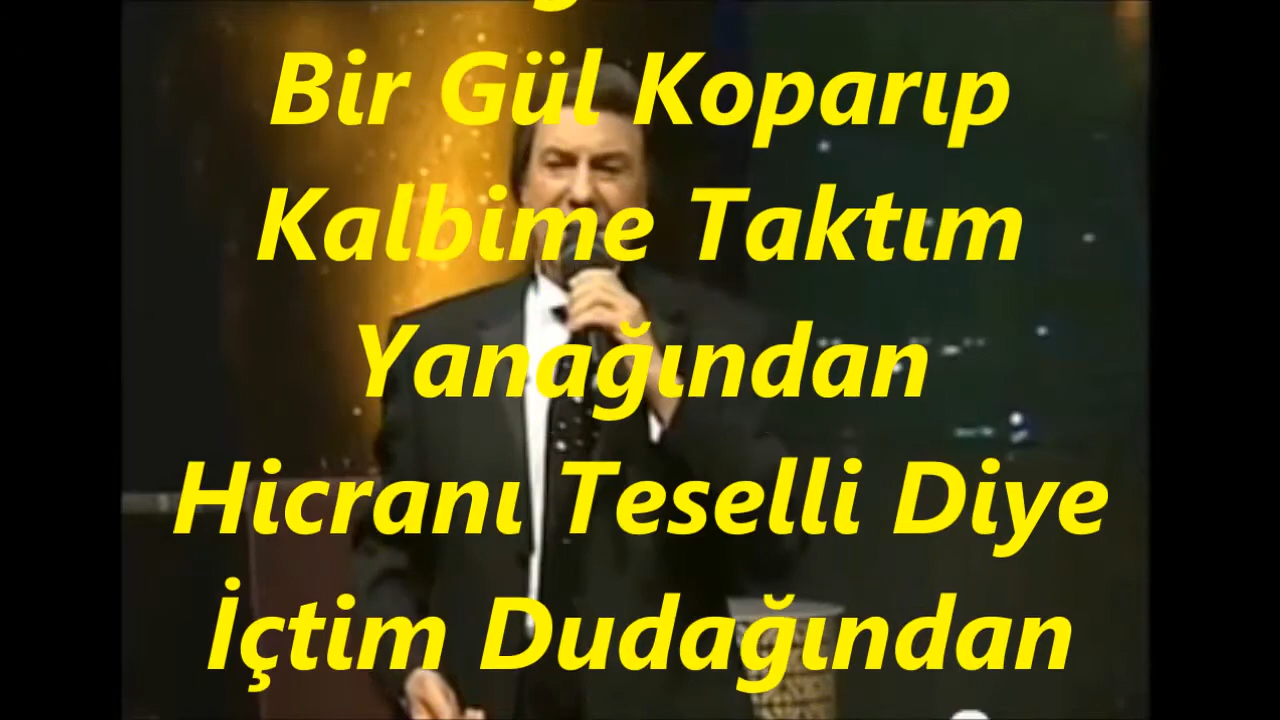 Bir Gül Koparıp
Kalbime Taktım
Yanağından
Hicranı Teselli Diye
İçtim Dudağından